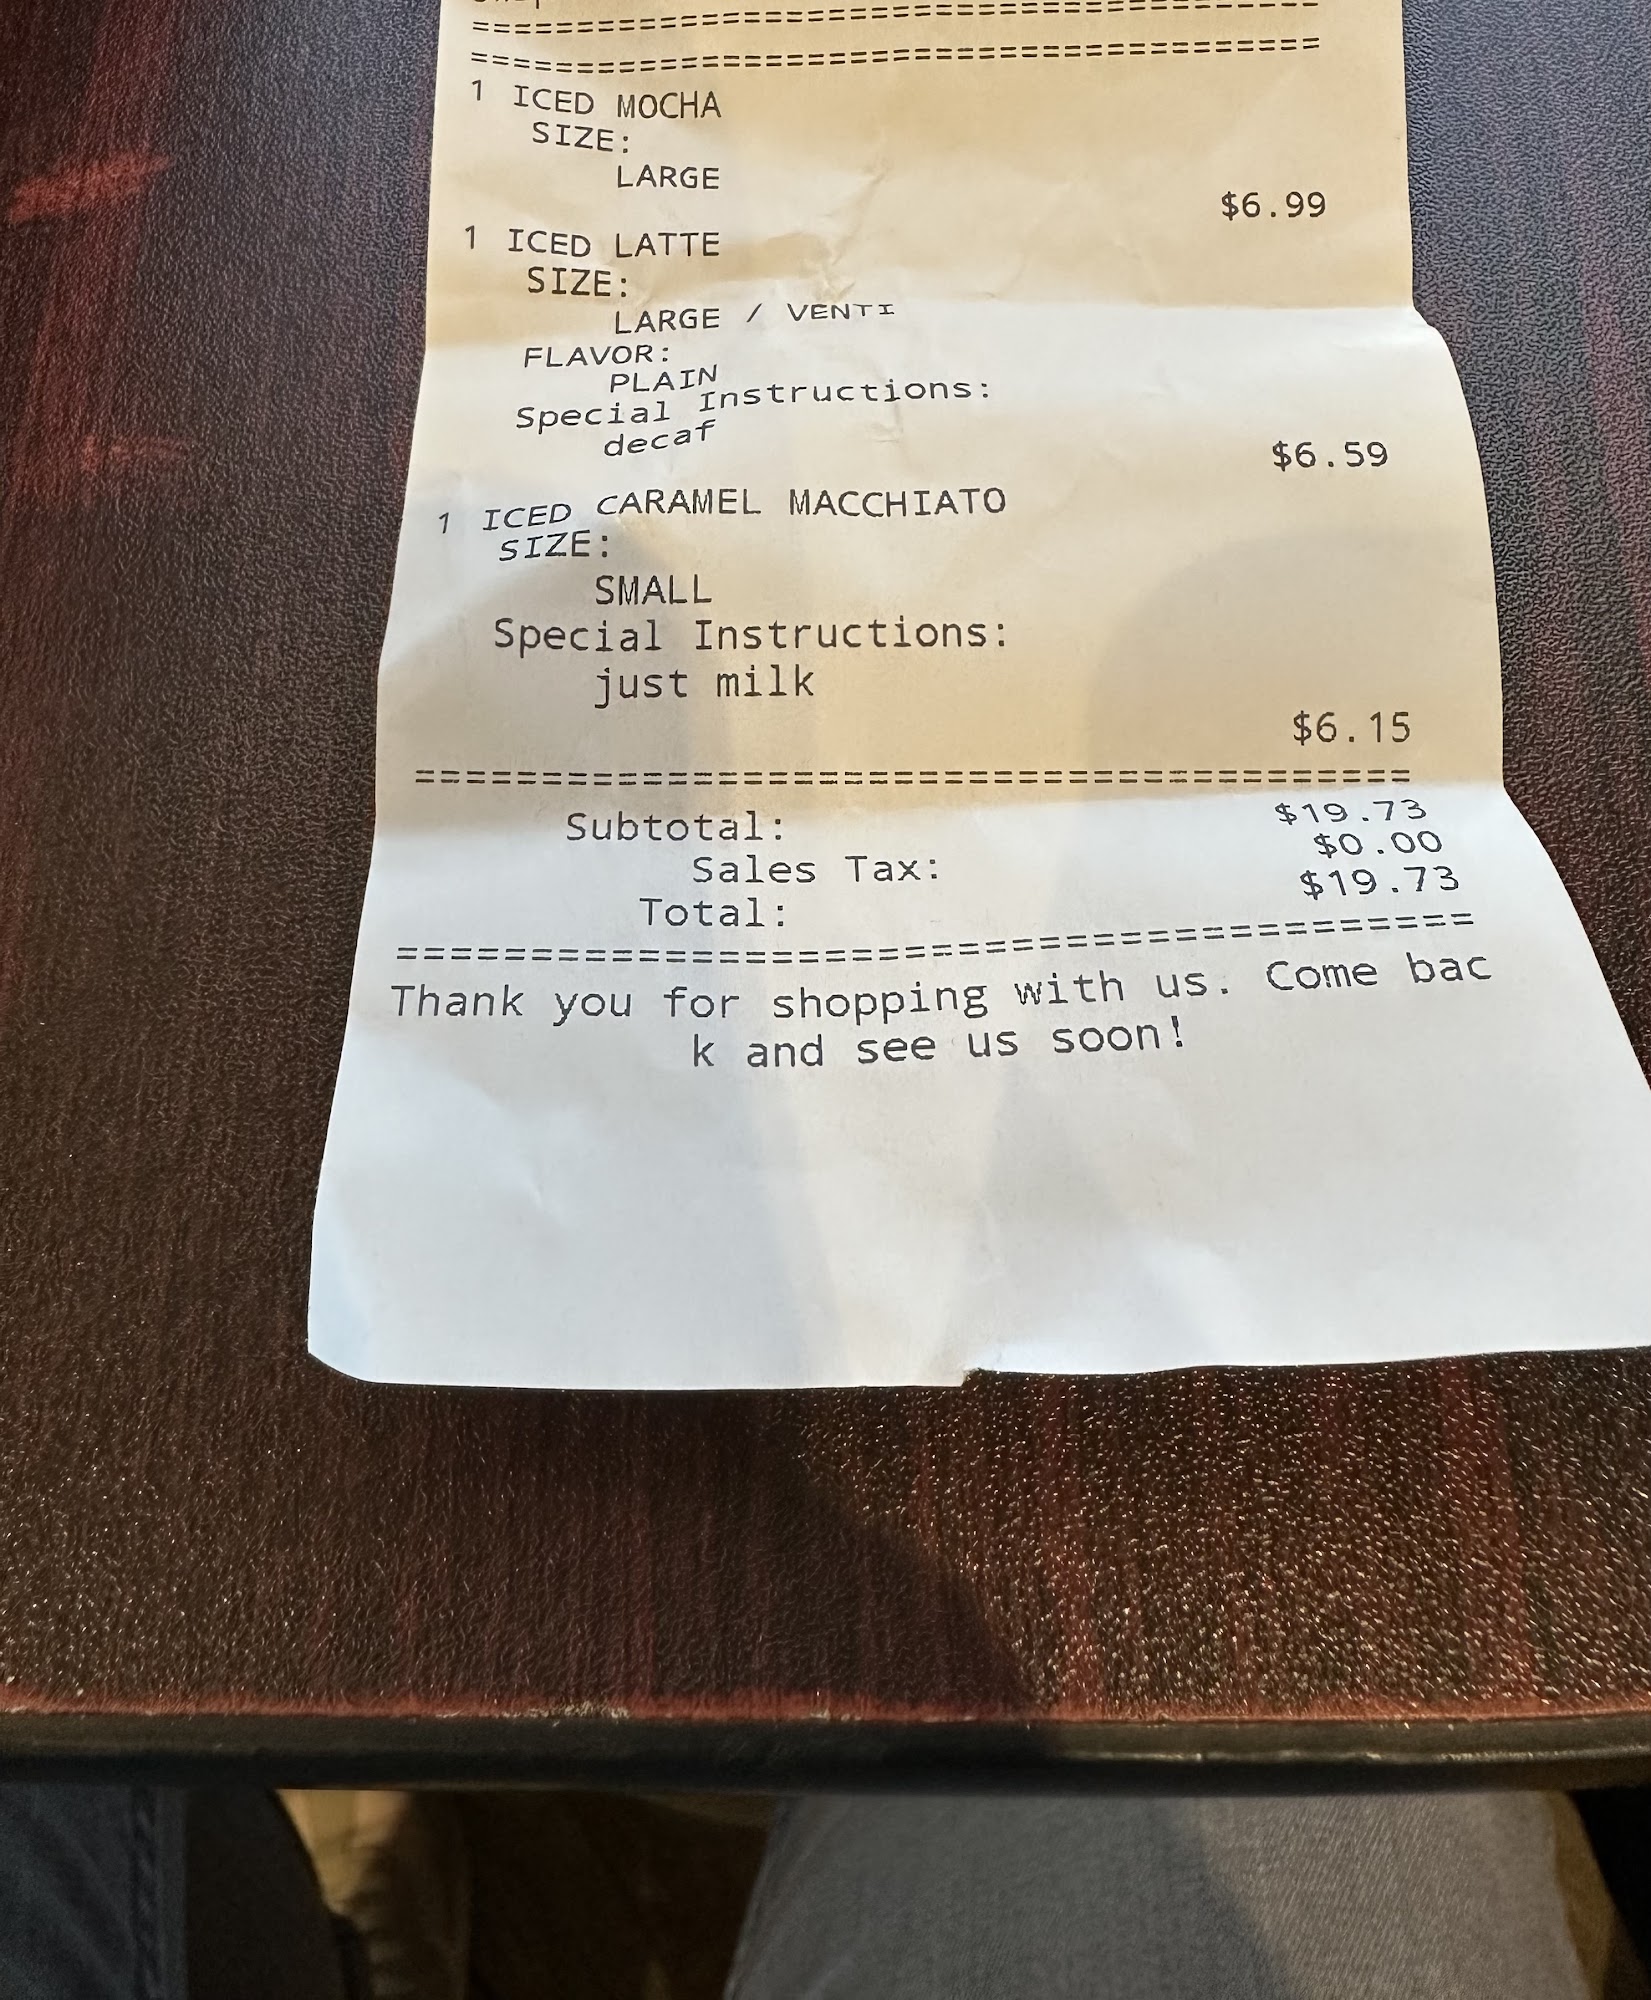 ========================================
========================================
1 ICED MOCHA
SIZE:
LARGE
$6.99
1 ICED LATTE
SIZE:
LARGE / VENTI
FLAVOR:
PLAIN
Special Instructions:
decaf
$6.59
1 ICED CARAMEL MACCHIATO
SIZE:
SMALL
Special Instructions:
just milk
$6.15
========================================
Subtotal: $19.73
Sales Tax: $0.00
Total: $19.73
========================================
Thank you for shopping with us. Come bac
k and see us soon!